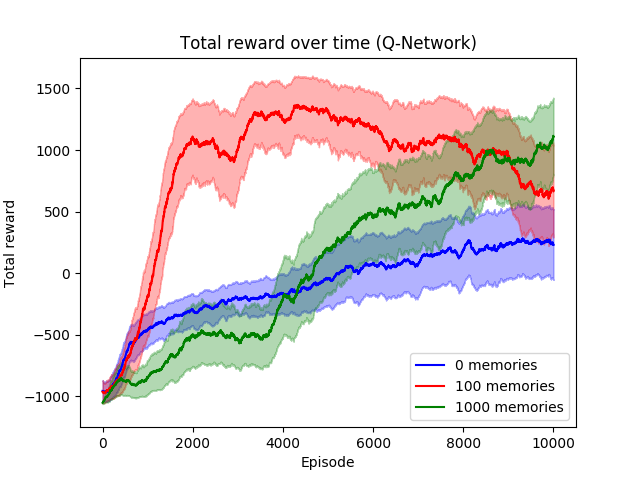 Total reward over time (Q-Network)
Total reward
1500
1000
500
0
−500
−1000
0 memories
100 memories
1000 memories
0
2000
4000
6000
8000
10000
Episode